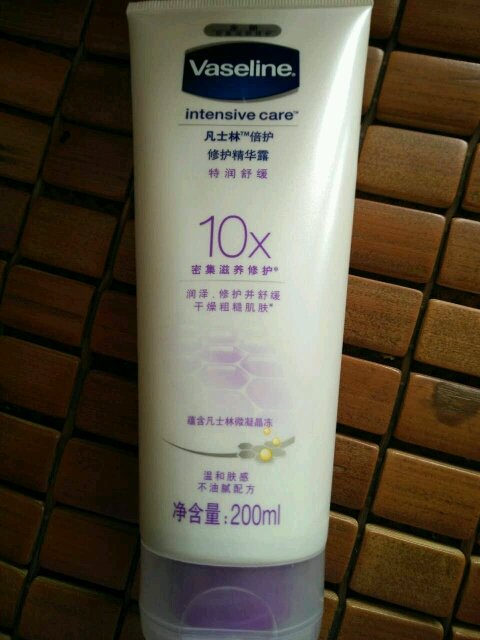 Vaseline®
intensive care™
凡士林™倍护
修护精华露
特润舒缓
10x
密集滋养修护*
润泽.修护并舒缓
干燥粗糙肌肤*
蕴含凡士林微凝晶冻
温和肤感
不油腻配方
净含量:200ml